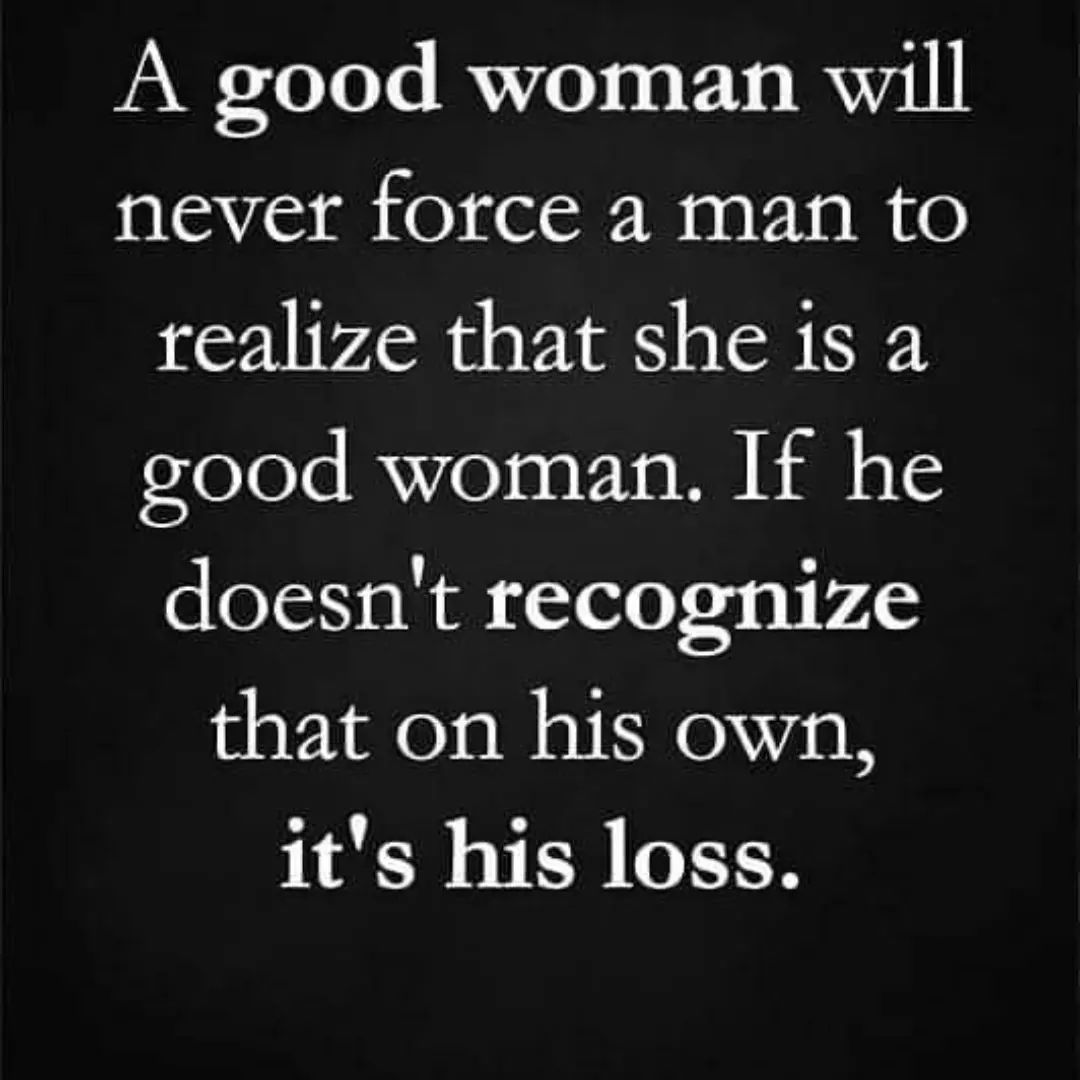 A good woman will
never force a man to
realize that she is a
good woman. If he
doesn't recognize
that on his own,
it's his loss.